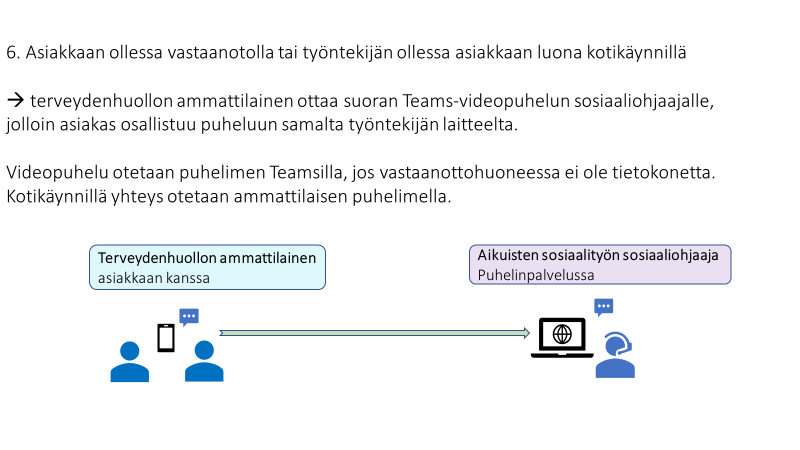 6. Asiakkaan ollessa vastaanotolla tai työntekijän ollessa asiakkaan luona kotikäynnillä
→ terveydenhuollon ammattilainen ottaa suoran Teams-videopuhelun sosiaaliohjaajalle,
jolloin asiakas osallistuu puheluun samalta työntekijän laitteelta.
Videopuhelu otetaan puhelimen Teamsilla, jos vastaanottohuoneessa ei ole tietokonetta.
Kotikäynnillä yhteys otetaan ammattilaisen puhelimella.
Terveydenhuollon ammattilainen
asiakkaan kanssa
Aikuisten sosiaalityön sosiaaliohjaaja
Puhelinpalvelussa